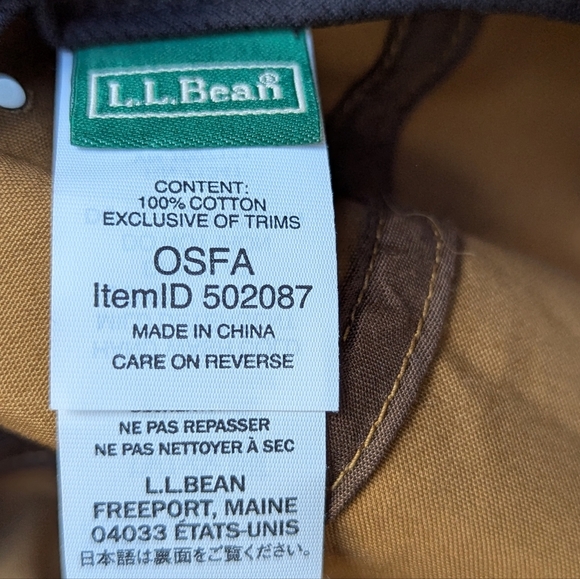 L.L.Bean®
CONTENT:
100% COTTON
EXCLUSIVE OF TRIMS
OSFA
ItemID 502087
MADE IN CHINA
CARE ON REVERSE
NE PAS REPASSER
NE PAS NETTOYER À SEC
L.L.BEAN
FREEPORT, MAINE
04033 ÉTATS-UNIS
日本語は裏面をご覧ください。